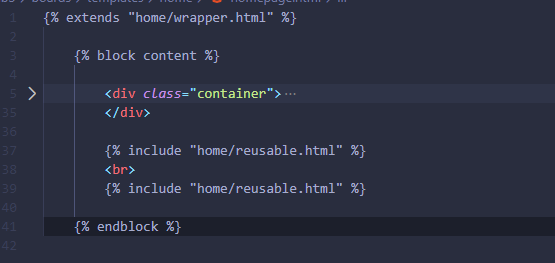 boards > templates > home > homepage.html > ...
1 {% extends "home/wrapper.html" %}
2
3 {% block content %}
4
5 <div class="container">...
35 </div>
36
37 {% include "home/reusable.html" %}
38 <br>
39 {% include "home/reusable.html" %}
40
41 {% endblock %}
42